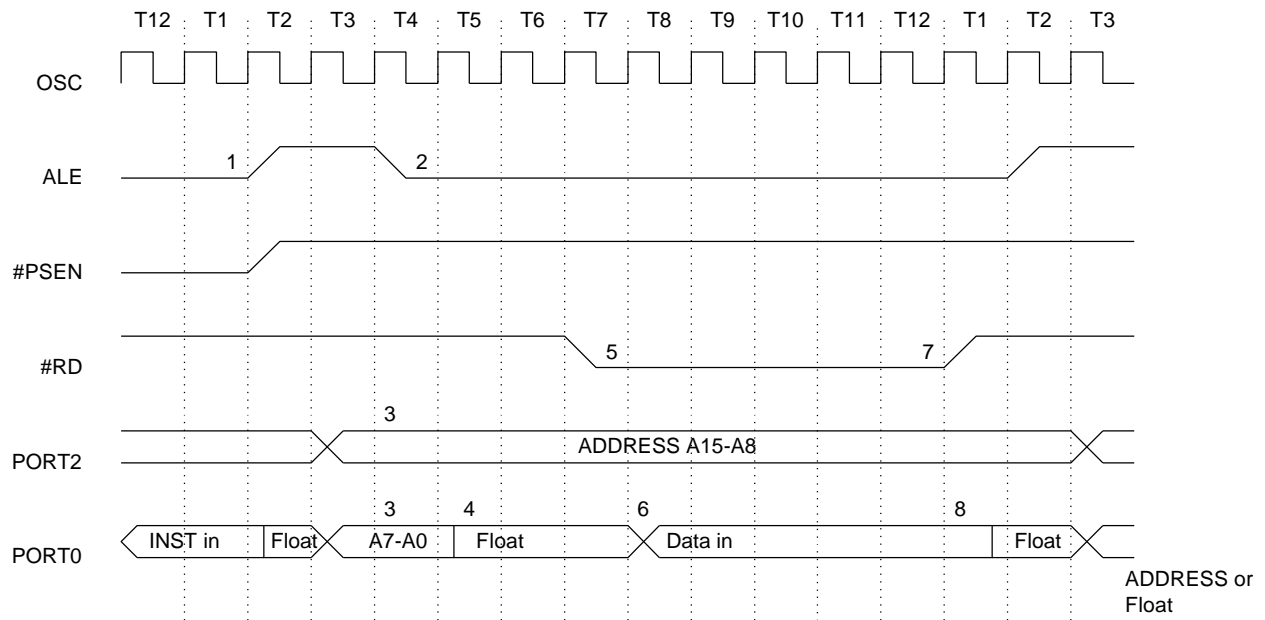 T12 T1 T2 T3 T4 T5 T6 T7 T8 T9 T10 T11 T12 T1 T2 T3
OSC
1 2
ALE
#PSEN
5 7
#RD
3
ADDRESS A15-A8
PORT2
3 4 6 8
INST in Float A7-A0 Float Data in Float
PORT0
ADDRESS or
Float